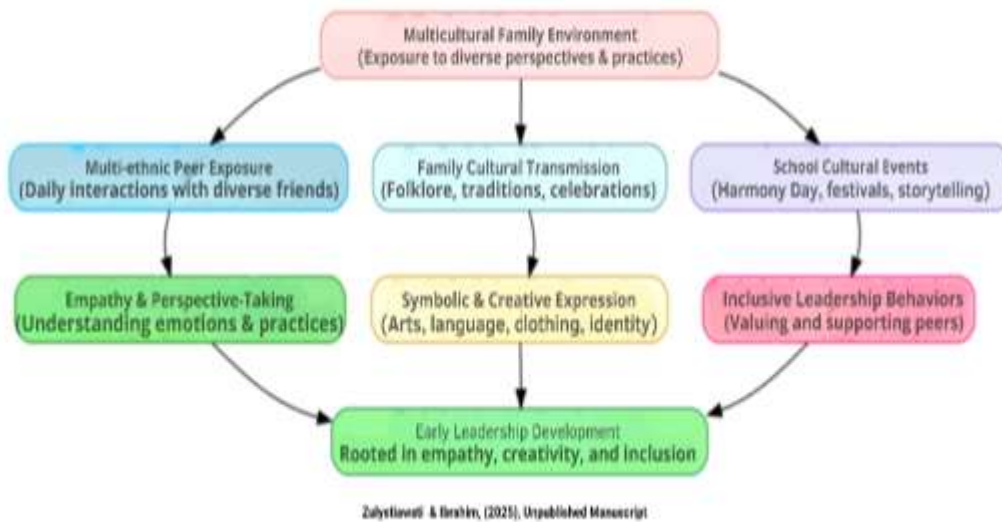 Multicultural Family Environment
(Exposure to diverse perspectives & practices)
Multi-ethnic Peer Exposure
(Daily interactions with diverse friends)
Family Cultural Transmission
(Folklore, traditions, celebrations)
School Cultural Events
(Harmony Day, festivals, storytelling)
Empathy & Perspective-Taking
(Understanding emotions & practices)
Symbolic & Creative Expression
(Arts, language, clothing, identity)
Inclusive Leadership Behaviors
(Valuing and supporting peers)
Early Leadership Development
Rooted in empathy, creativity, and inclusion
& Ibrahim, (2025), Unpublished Manuscript